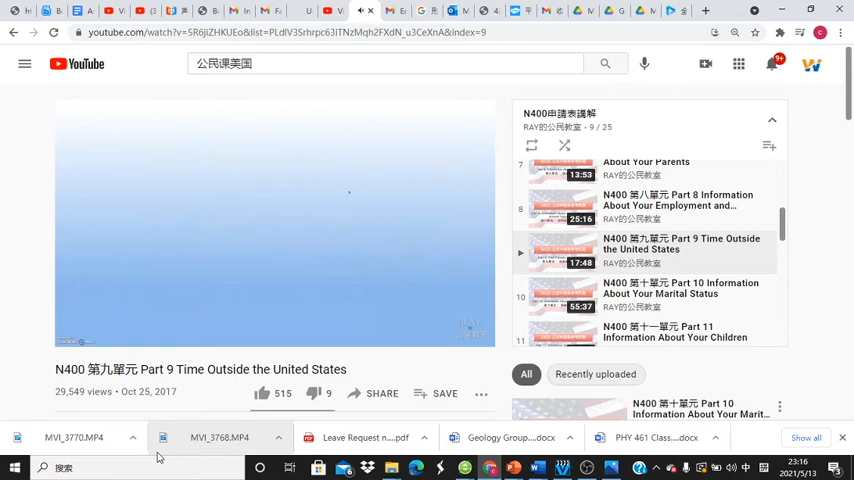 youtube.com/watch?v=5R6jiZHKUEo&list=PLdIV3Srhrpc63iTNzMqh2FXdN_u3CeXnA&index=9
YouTube
公民课美国
9+
N400申請表講解
RAY的公民教室 - 9 / 25
7
About Your Parents
13:53
RAY的公民教室
8
N400 第八單元 Part 8 Information
About Your Employment and...
25:16
RAY的公民教室
N400 第九單元 Part 9 Time Outside
the United States
17:48
RAY的公民教室
10
N400 第十單元 Part 10 Information
About Your Marital Status
55:37
RAY的公民教室
11
N400 第十一單元 Part 11
Information About Your Children
N400 第九單元 Part 9 Time Outside the United States
29,549 views • Oct 25, 2017
515
9
SHARE
SAVE
All
Recently uploaded
N400 第十單元 Part 10
Information About Your Marit...
MVI_3770.MP4
MVI_3768.MP4
Leave Request n....pdf
Geology Group....docx
PHY 461 Class....docx
Show all
搜索
中
23:16
2021/5/13